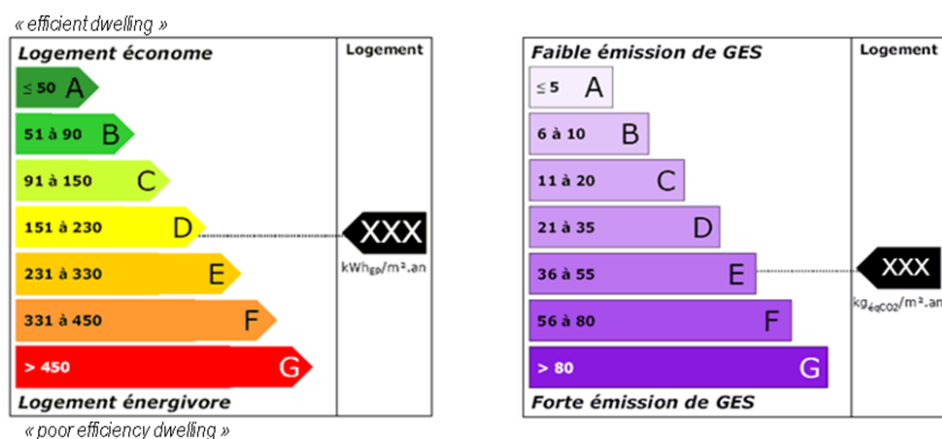 « efficient dwelling »
Logement économe
Logement
≤ 50 A
51 à 90 B
91 à 150 C
151 à 230 D
XXX
kWhEP/m².an
231 à 330 E
331 à 450 F
> 450 G
Logement énergivore
« poor efficiency dwelling »
Faible émission de GES
Logement
≤ 5 A
6 à 10 B
11 à 20 C
21 à 35 D
36 à 55 E
XXX
kgéqCO2/m².an
56 à 80 F
> 80 G
Forte émission de GES